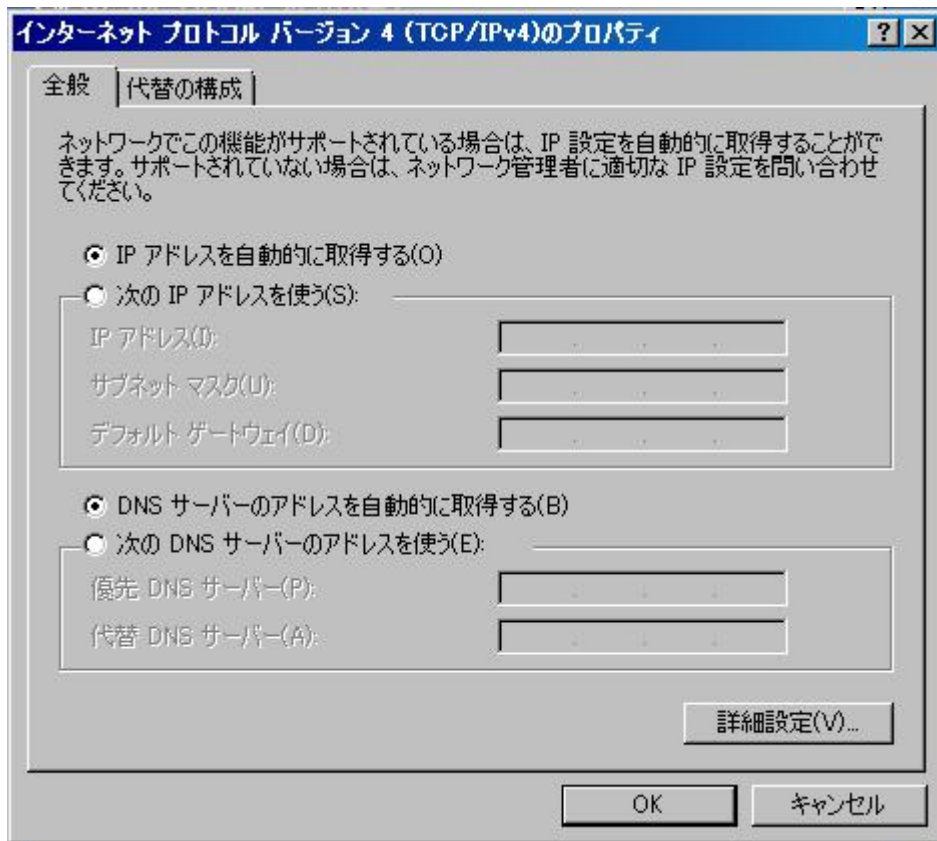 インターネット プロトコル バージョン 4 (TCP/IPv4)のプロパティ
全般
代替の構成
ネットワークでこの機能がサポートされている場合は、IP 設定を自動的に取得することがで
きます。サポートされていない場合は、ネットワーク管理者に適切な IP 設定を問い合わせ
てください。
IP アドレスを自動的に取得する(O)
次の IP アドレスを使う(S):
IP アドレス(I):
サブネット マスク(U):
デフォルト ゲートウェイ(D):
DNS サーバーのアドレスを自動的に取得する(B)
次の DNS サーバーのアドレスを使う(E):
優先 DNS サーバー(P):
代替 DNS サーバー(A):
詳細設定(V)...
OK
キャンセル